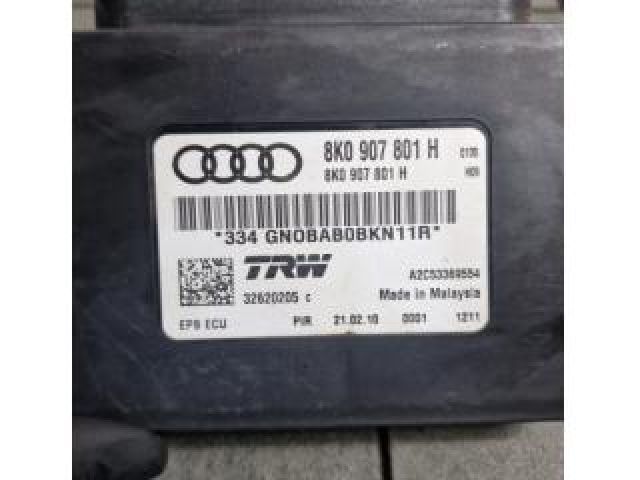 8K0 907 801 H
8K0 907 801 H H09
*334 GN0BAB0BKN11R*
TRW
32620205 c
A2C53369554
Made in Malaysia
EPB ECU PIR 21.02.10 0001 1211